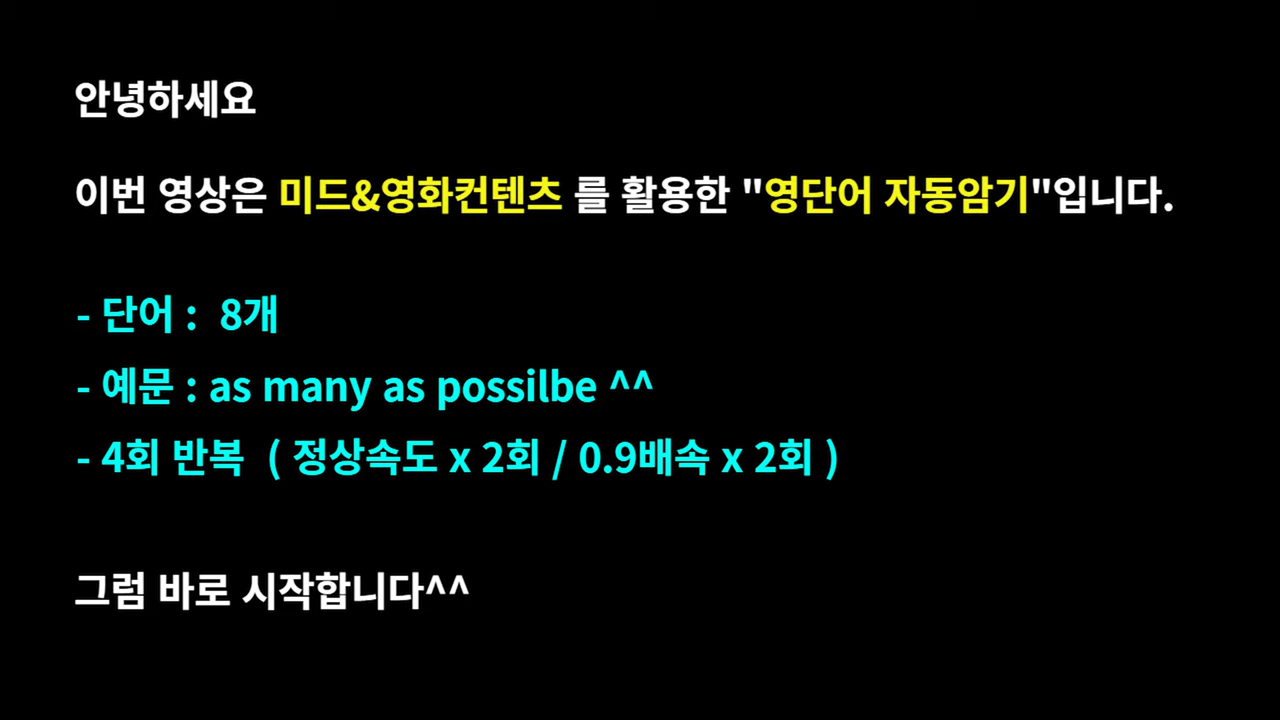 안녕하세요
이번 영상은 미드&영화컨텐츠 를 활용한 "영단어 자동암기"입니다.
- 단어 : 8개
- 예문 : as many as possilbe ^^
- 4회 반복 ( 정상속도 x 2회 / 0.9배속 x 2회 )
그럼 바로 시작합니다^^